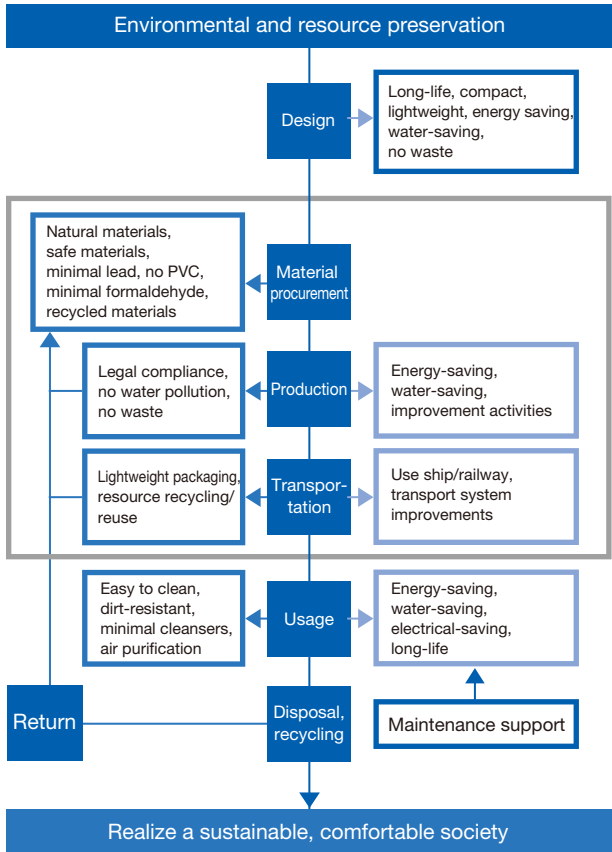 Environmental and resource preservation
Design
Long-life, compact,
lightweight, energy saving,
water-saving,
no waste
Natural materials,
safe materials,
minimal lead, no PVC,
minimal formaldehyde,
recycled materials
Material
procurement
Legal compliance,
no water pollution,
no waste
Production
Energy-saving,
water-saving,
improvement activities
Lightweight packaging,
resource recycling/
reuse
Transpor-
tation
Use ship/railway,
transport system
improvements
Easy to clean,
dirt-resistant,
minimal cleansers,
air purification
Usage
Energy-saving,
water-saving,
electrical-saving,
long-life
Return
Disposal,
recycling
Maintenance support
Realize a sustainable, comfortable society